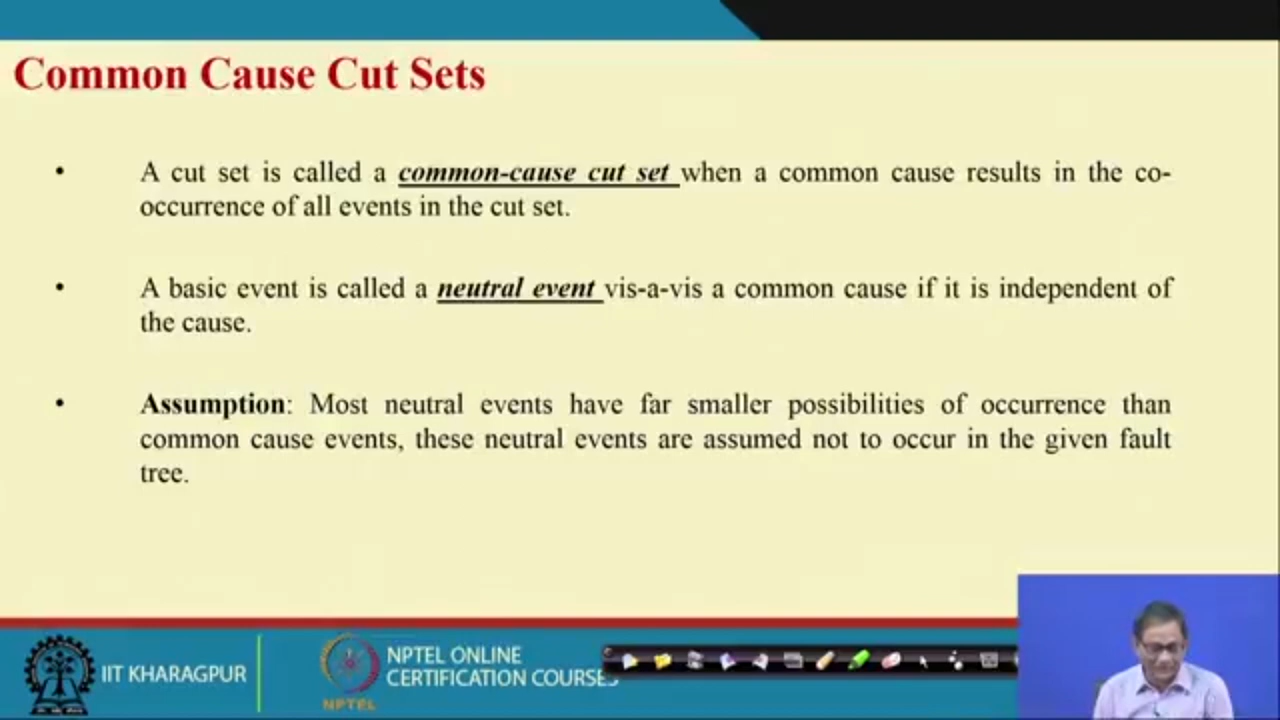 Common Cause Cut Sets
• A cut set is called a common-cause cut set when a common cause results in the co-
occurrence of all events in the cut set.
• A basic event is called a neutral event vis-a-vis a common cause if it is independent of
the cause.
• Assumption: Most neutral events have far smaller possibilities of occurrence than
common cause events, these neutral events are assumed not to occur in the given fault
tree.
IIT KHARAGPUR
NPTEL
NPTEL ONLINE
CERTIFICATION COURSES